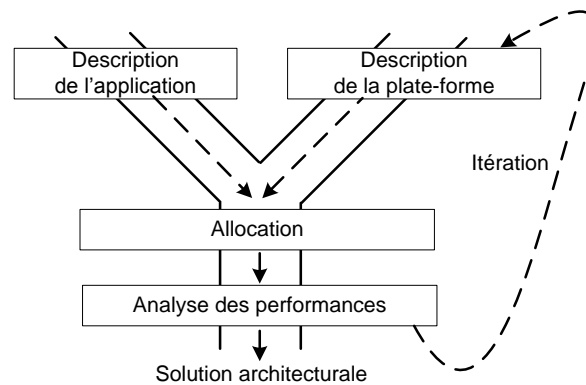 Description
de l'application
Description
de la plate-forme
Itération
Allocation
Analyse des performances
Solution architecturale